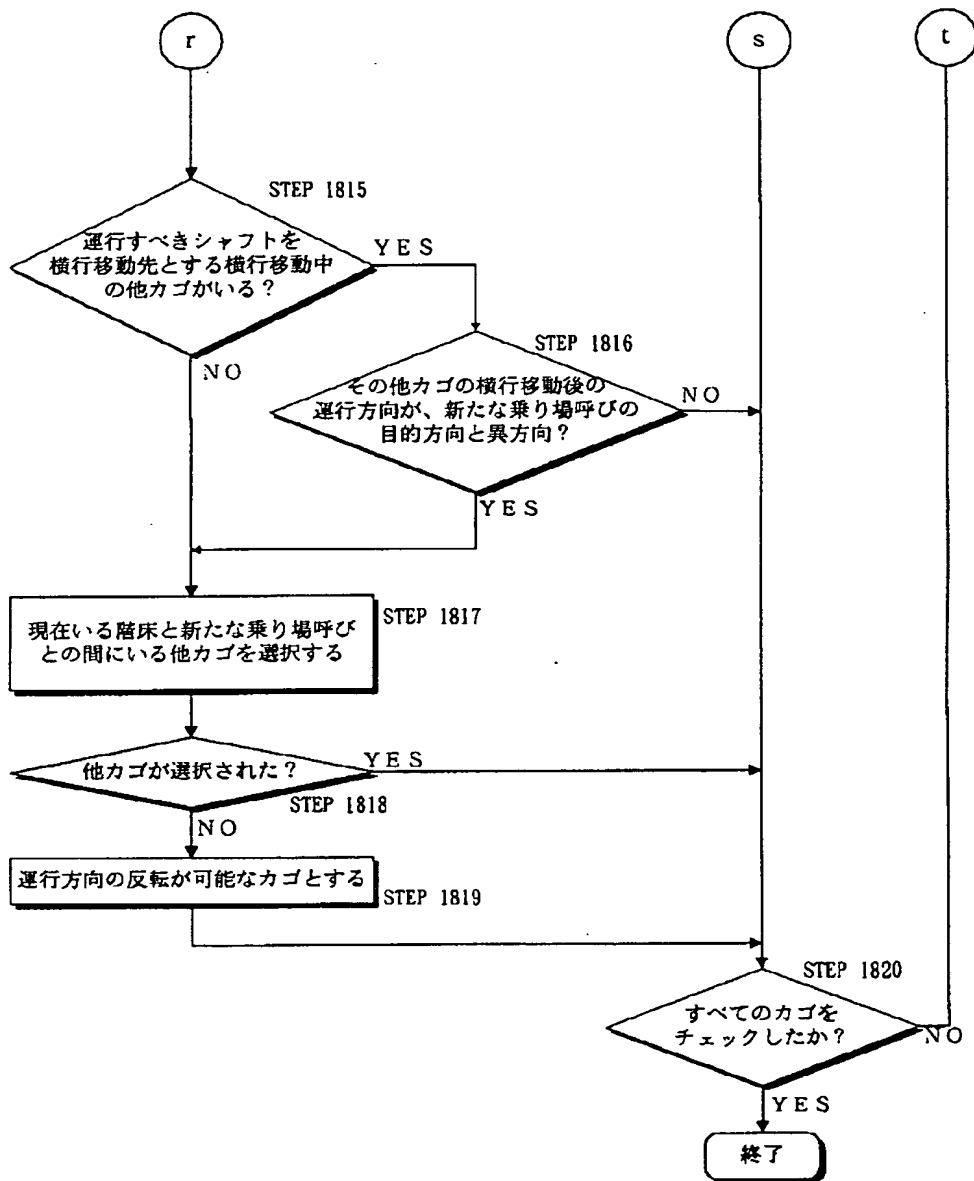 r
s
t
STEP 1815
運行すべきシャフトを
横行移動先とする横行移動中
の他カゴがいる？
YES
NO
STEP 1816
その他カゴの横行移動後の
運行方向が、新たな乗り場呼びの
目的方向と異方向？
NO
YES
STEP 1817
現在いる階床と新たな乗り場呼び
との間にいる他カゴを選択する
他カゴが選択された？
YES
STEP 1818
NO
運行方向の反転が可能なカゴとする
STEP 1819
STEP 1820
すべてのカゴを
チェックしたか？
NO
YES
終了